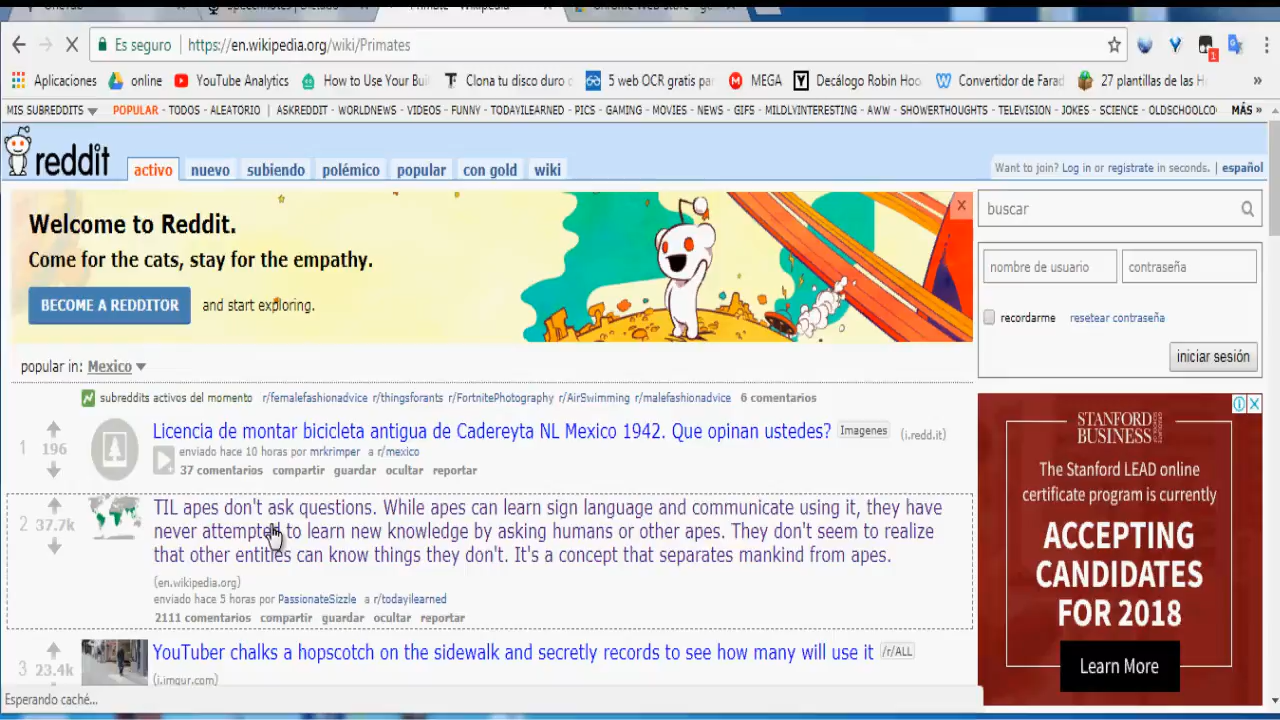 Es seguro https://en.wikipedia.org/wiki/Primates
Aplicaciones online YouTube Analytics How to Use Your Bui Clona tu disco duro 5 web OCR gratis par MEGA Decálogo Robin Hoo Convertidor de Farad 27 plantillas de las H »
MIS SUBREDDITS POPULAR - TODOS - ALEATORIO | ASKREDDIT - WORLDNEWS - VIDEOS - FUNNY - TODAYILEARNED - PICS - GAMING - MOVIES - NEWS - GIFS - MILDLYINTERESTING - AWW - SHOWERTHOUGHTS - TELEVISION - JOKES - SCIENCE - OLDSCHOOLCO MÁS »
reddit activo nuevo subiendo polémico popular con gold wiki
Want to join? Log in or registrate in seconds. | español
Welcome to Reddit.
Come for the cats, stay for the empathy.
BECOME A REDDITOR and start exploring.
buscar
nombre de usuario contraseña
recordarme resetear contraseña
iniciar sesión
popular in: Mexico
subreddits activos del momento r/femalefashionadvice r/thingsforants r/FortnitePhotography r/AirSwimming r/malefashionadvice 6 comentarios
1 196 Licencia de montar bicicleta antigua de Cadereyta NL Mexico 1942. Que opinan ustedes? Imagenes (i.redd.it)
enviado hace 10 horas por mrkrimper a r/mexico
37 comentarios compartir guardar ocultar reportar
2 37.7k TIL apes don't ask questions. While apes can learn sign language and communicate using it, they have
never attempted to learn new knowledge by asking humans or other apes. They don't seem to realize
that other entities can know things they don't. It's a concept that separates mankind from apes.
(en.wikipedia.org)
enviado hace 5 horas por PassionateSizzle a r/todayilearned
2111 comentarios compartir guardar ocultar reportar
3 23.4k YouTuber chalks a hopscotch on the sidewalk and secretly records to see how many will use it /r/ALL
(i.imgur.com)
STANFORD
BUSINESS
The Stanford LEAD online
certificate program is currently
ACCEPTING
CANDIDATES
FOR 2018
Learn More
Esperando caché...